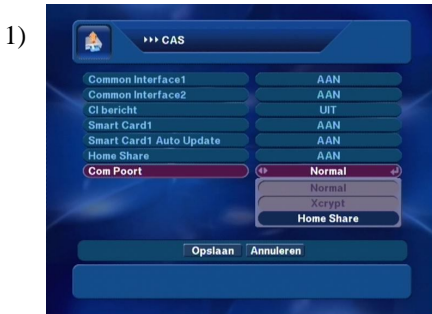 1)
▸▸▸ CAS
Common Interface1 AAN
Common Interface2 AAN
CI bericht UIT
Smart Card1 AAN
Smart Card1 Auto Update AAN
Home Share AAN
Com Poort Normal
Normal
Xcrypt
Home Share
Opslaan Annuleren